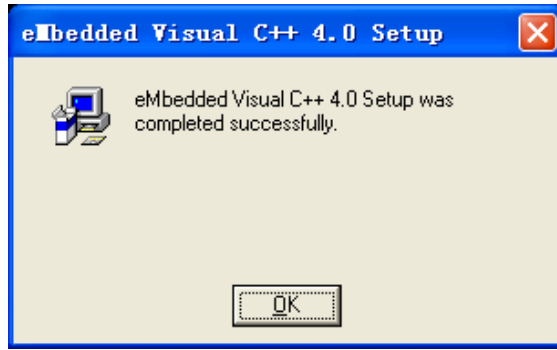 eMbedded Visual C++ 4.0 Setup
eMbedded Visual C++ 4.0 Setup was
completed successfully.
OK